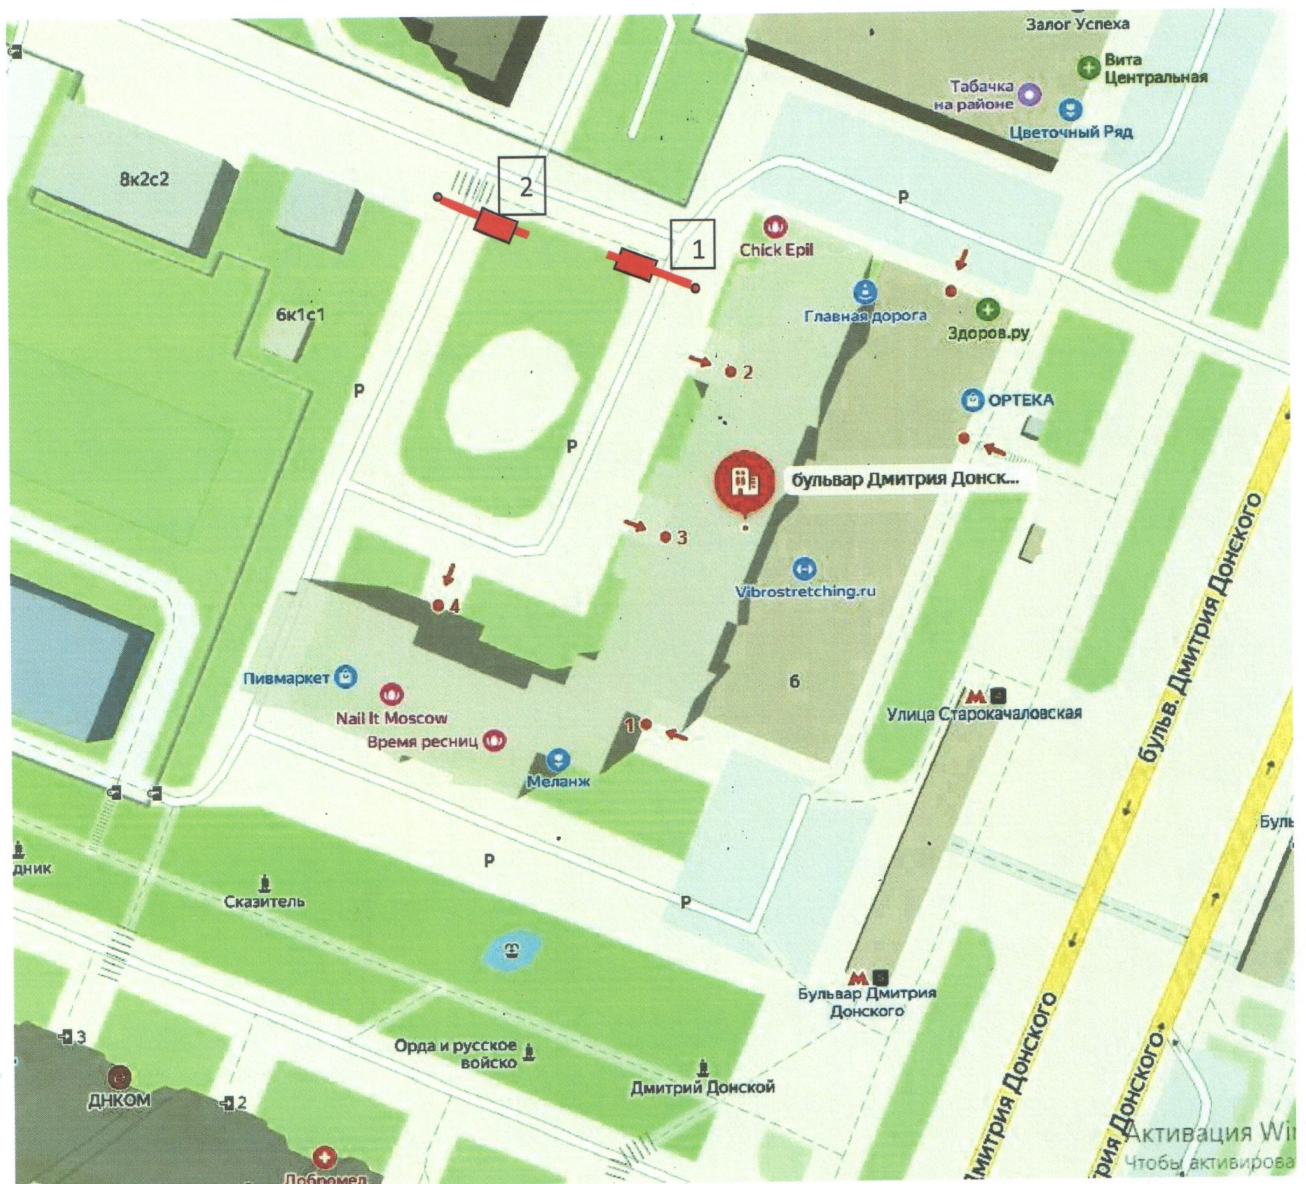 Залог Успеха
Вита
Центральная
Табачка
на районе
Цветочный Ряд
8к2с2
2
P
1
Chick Epil
6к1с1
Главная дорога
Здоров.ру
2
P
ОРТЕКА
P
бульвар Дмитрия Донск...
3
Vibrostretching.ru
4
бульв. Дмитрия Донского
Пивмаркет
6
Nail It Moscow
Улица Старокачаловская
Время ресниц
1
Меланж
Буль
P
дник
Сказитель
P
Бульвар Дмитрия
Донского
3
Орда и русское
войско
Дмитрий Донской
ДНКОМ
2
Дмитрия Донского
трия Донского
Активация Wi
Чтобы активирова
Добромед